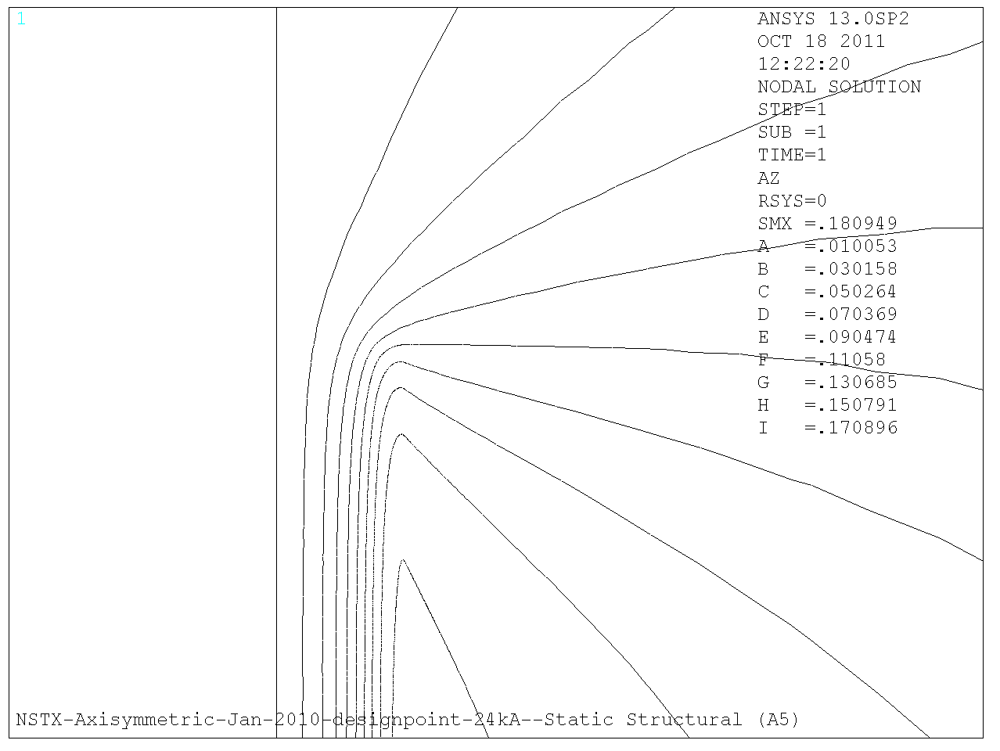 1
ANSYS 13.0SP2
OCT 18 2011
12:22:20
NODAL SOLUTION
STEP=1
SUB =1
TIME=1
AZ
RSYS=0
SMX =.180949
A =.010053
B =.030158
C =.050264
D =.070369
E =.090474
F =.11058
G =.130685
H =.150791
I =.170896
NSTX-Axisymmetric-Jan-2010-designpoint-24kA--Static Structural (A5)